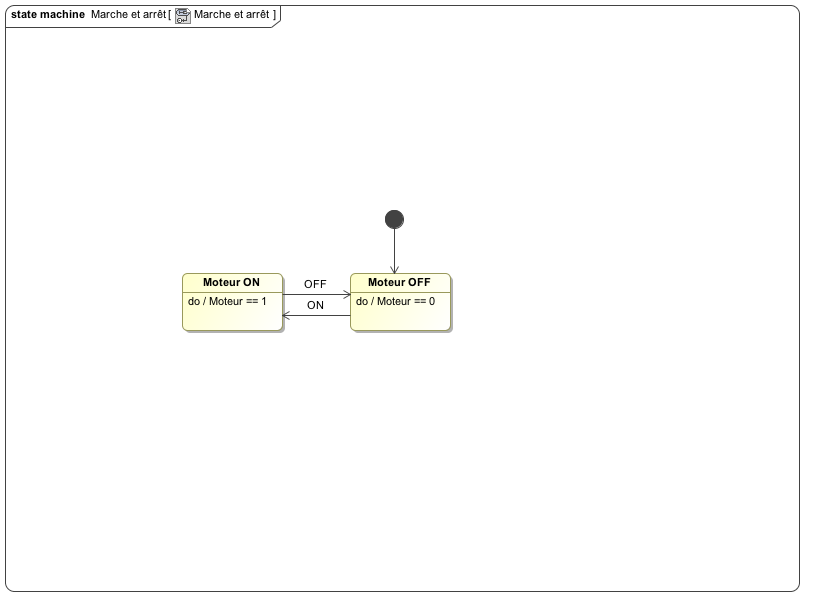 state machine Marche et arrêt[ Marche et arrêt ]
Moteur ON
do / Moteur == 1
OFF
ON
Moteur OFF
do / Moteur == 0